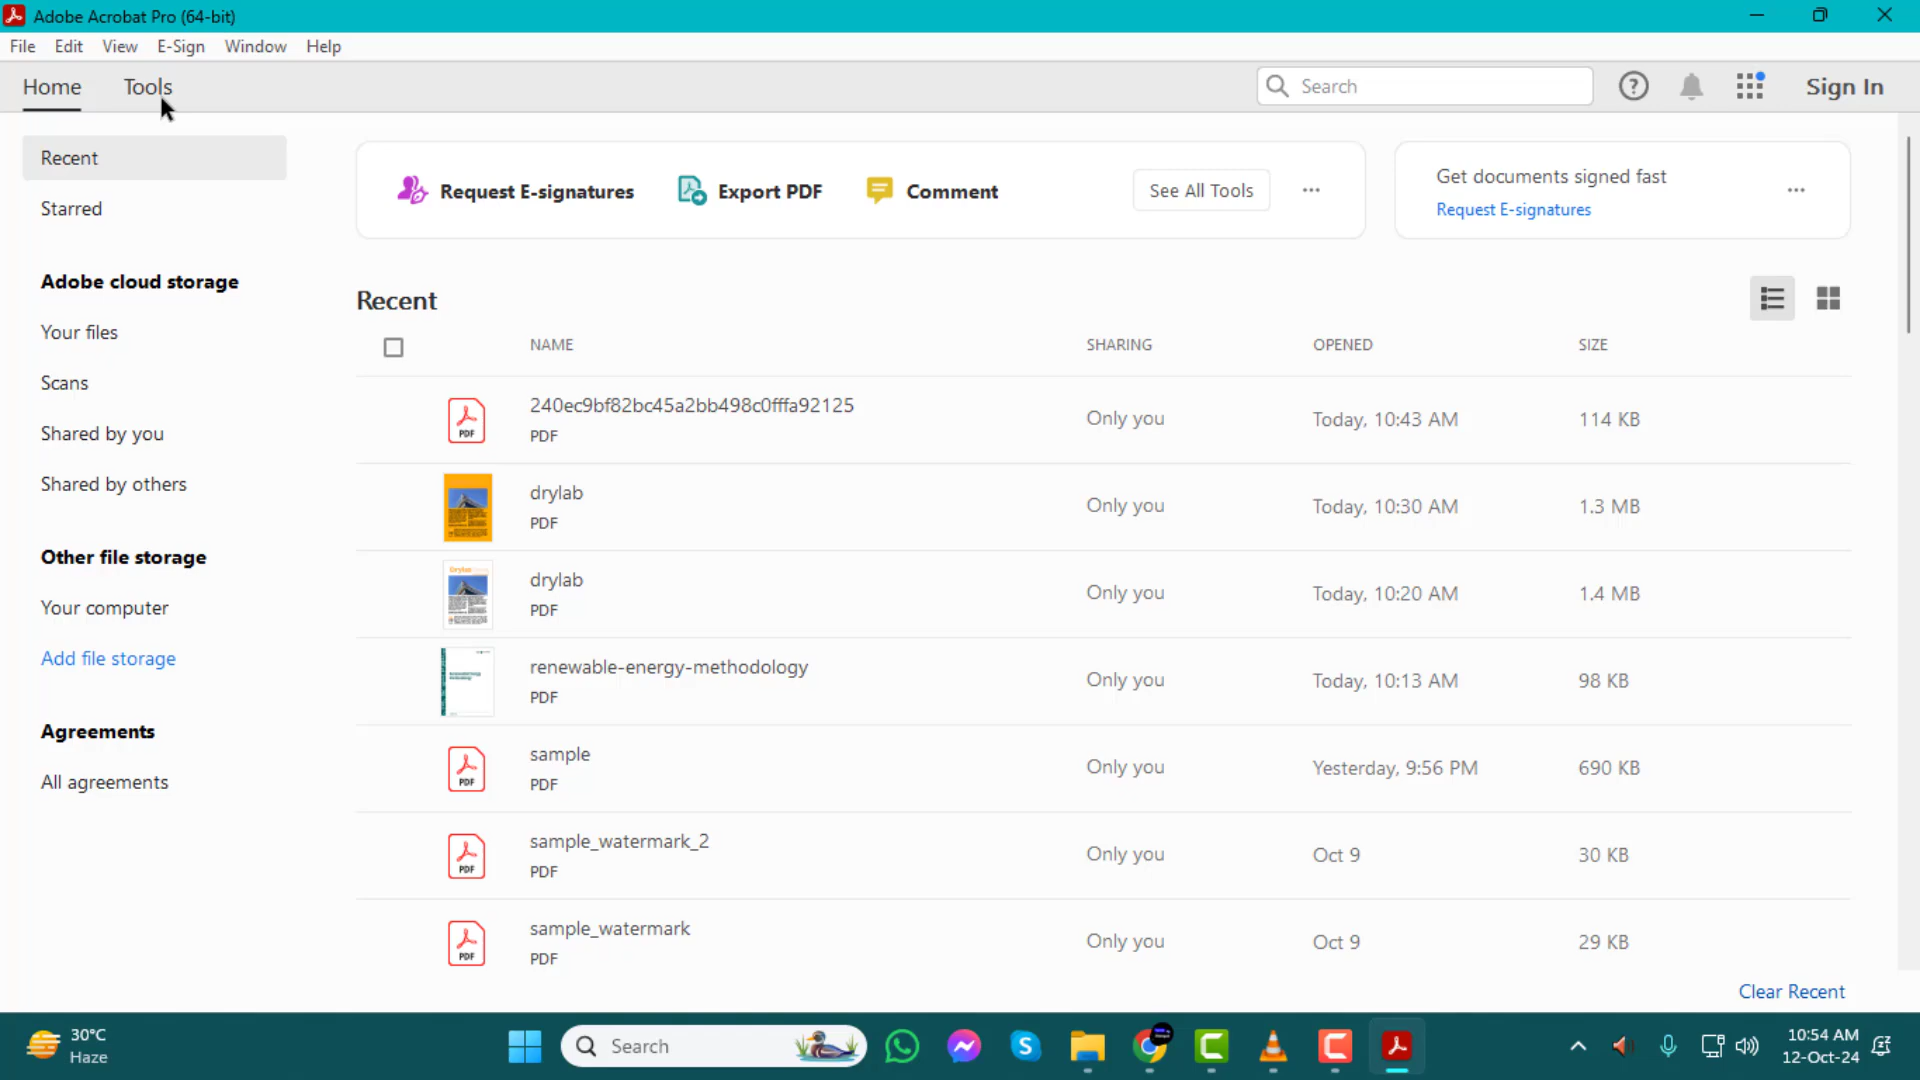 Adobe Acrobat Pro (64-bit)
File Edit View E-Sign Window Help
Home Tools Search Sign In
Recent
Starred
Adobe cloud storage
Your files
Scans
Shared by you
Shared by others
Other file storage
Your computer
Add file storage
Agreements
All agreements
Request E-signatures Export PDF Comment See All Tools
Get documents signed fast
Request E-signatures
Recent
NAME SHARING OPENED SIZE
240ec9bf82bc45a2bb498c0fffa92125 Only you Today, 10:43 AM 114 KB
PDF
drylab Only you Today, 10:30 AM 1.3 MB
PDF
drylab Only you Today, 10:20 AM 1.4 MB
PDF
renewable-energy-methodology Only you Today, 10:13 AM 98 KB
PDF
sample Only you Yesterday, 9:56 PM 690 KB
PDF
sample_watermark_2 Only you Oct 9 30 KB
PDF
sample_watermark Only you Oct 9 29 KB
PDF
Clear Recent
30°C
Haze
Search
10:54 AM
12-Oct-24